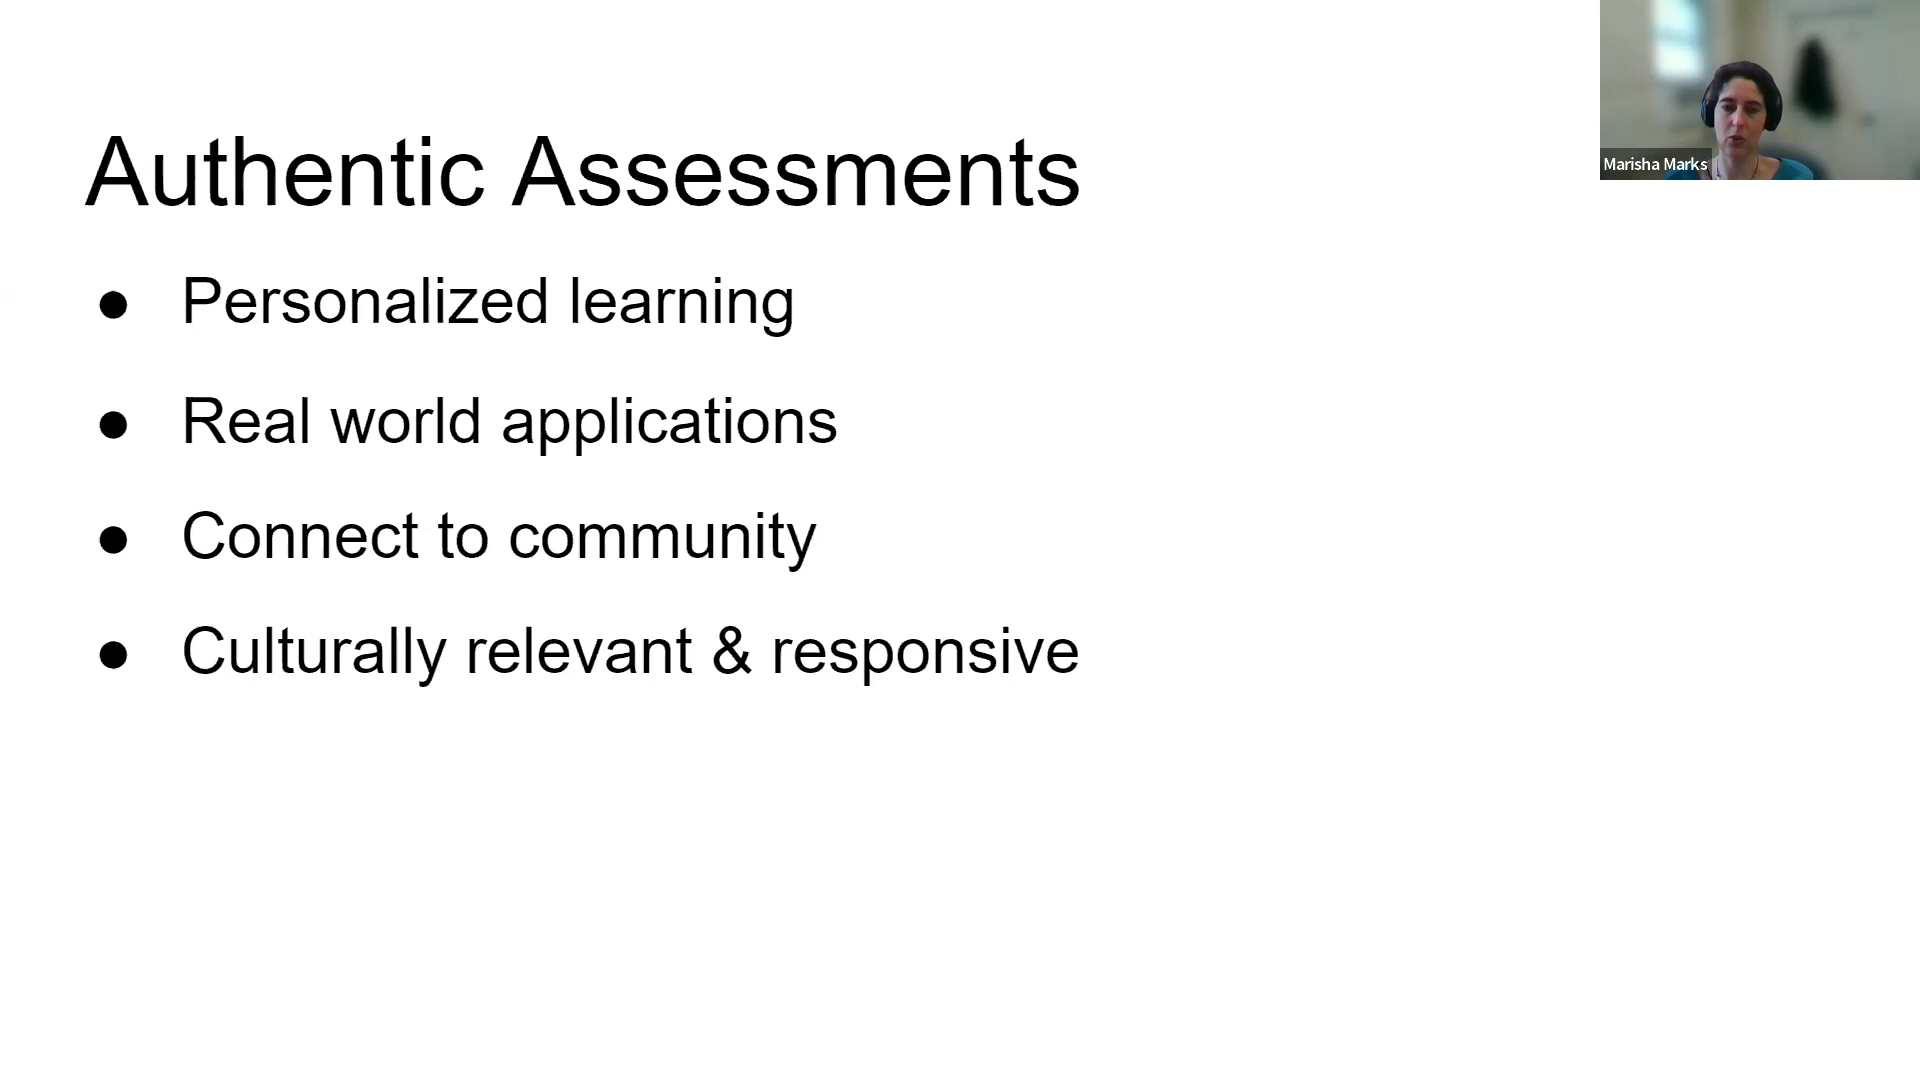 Authentic Assessments
● Personalized learning
● Real world applications
● Connect to community
● Culturally relevant & responsive
Marisha Marks